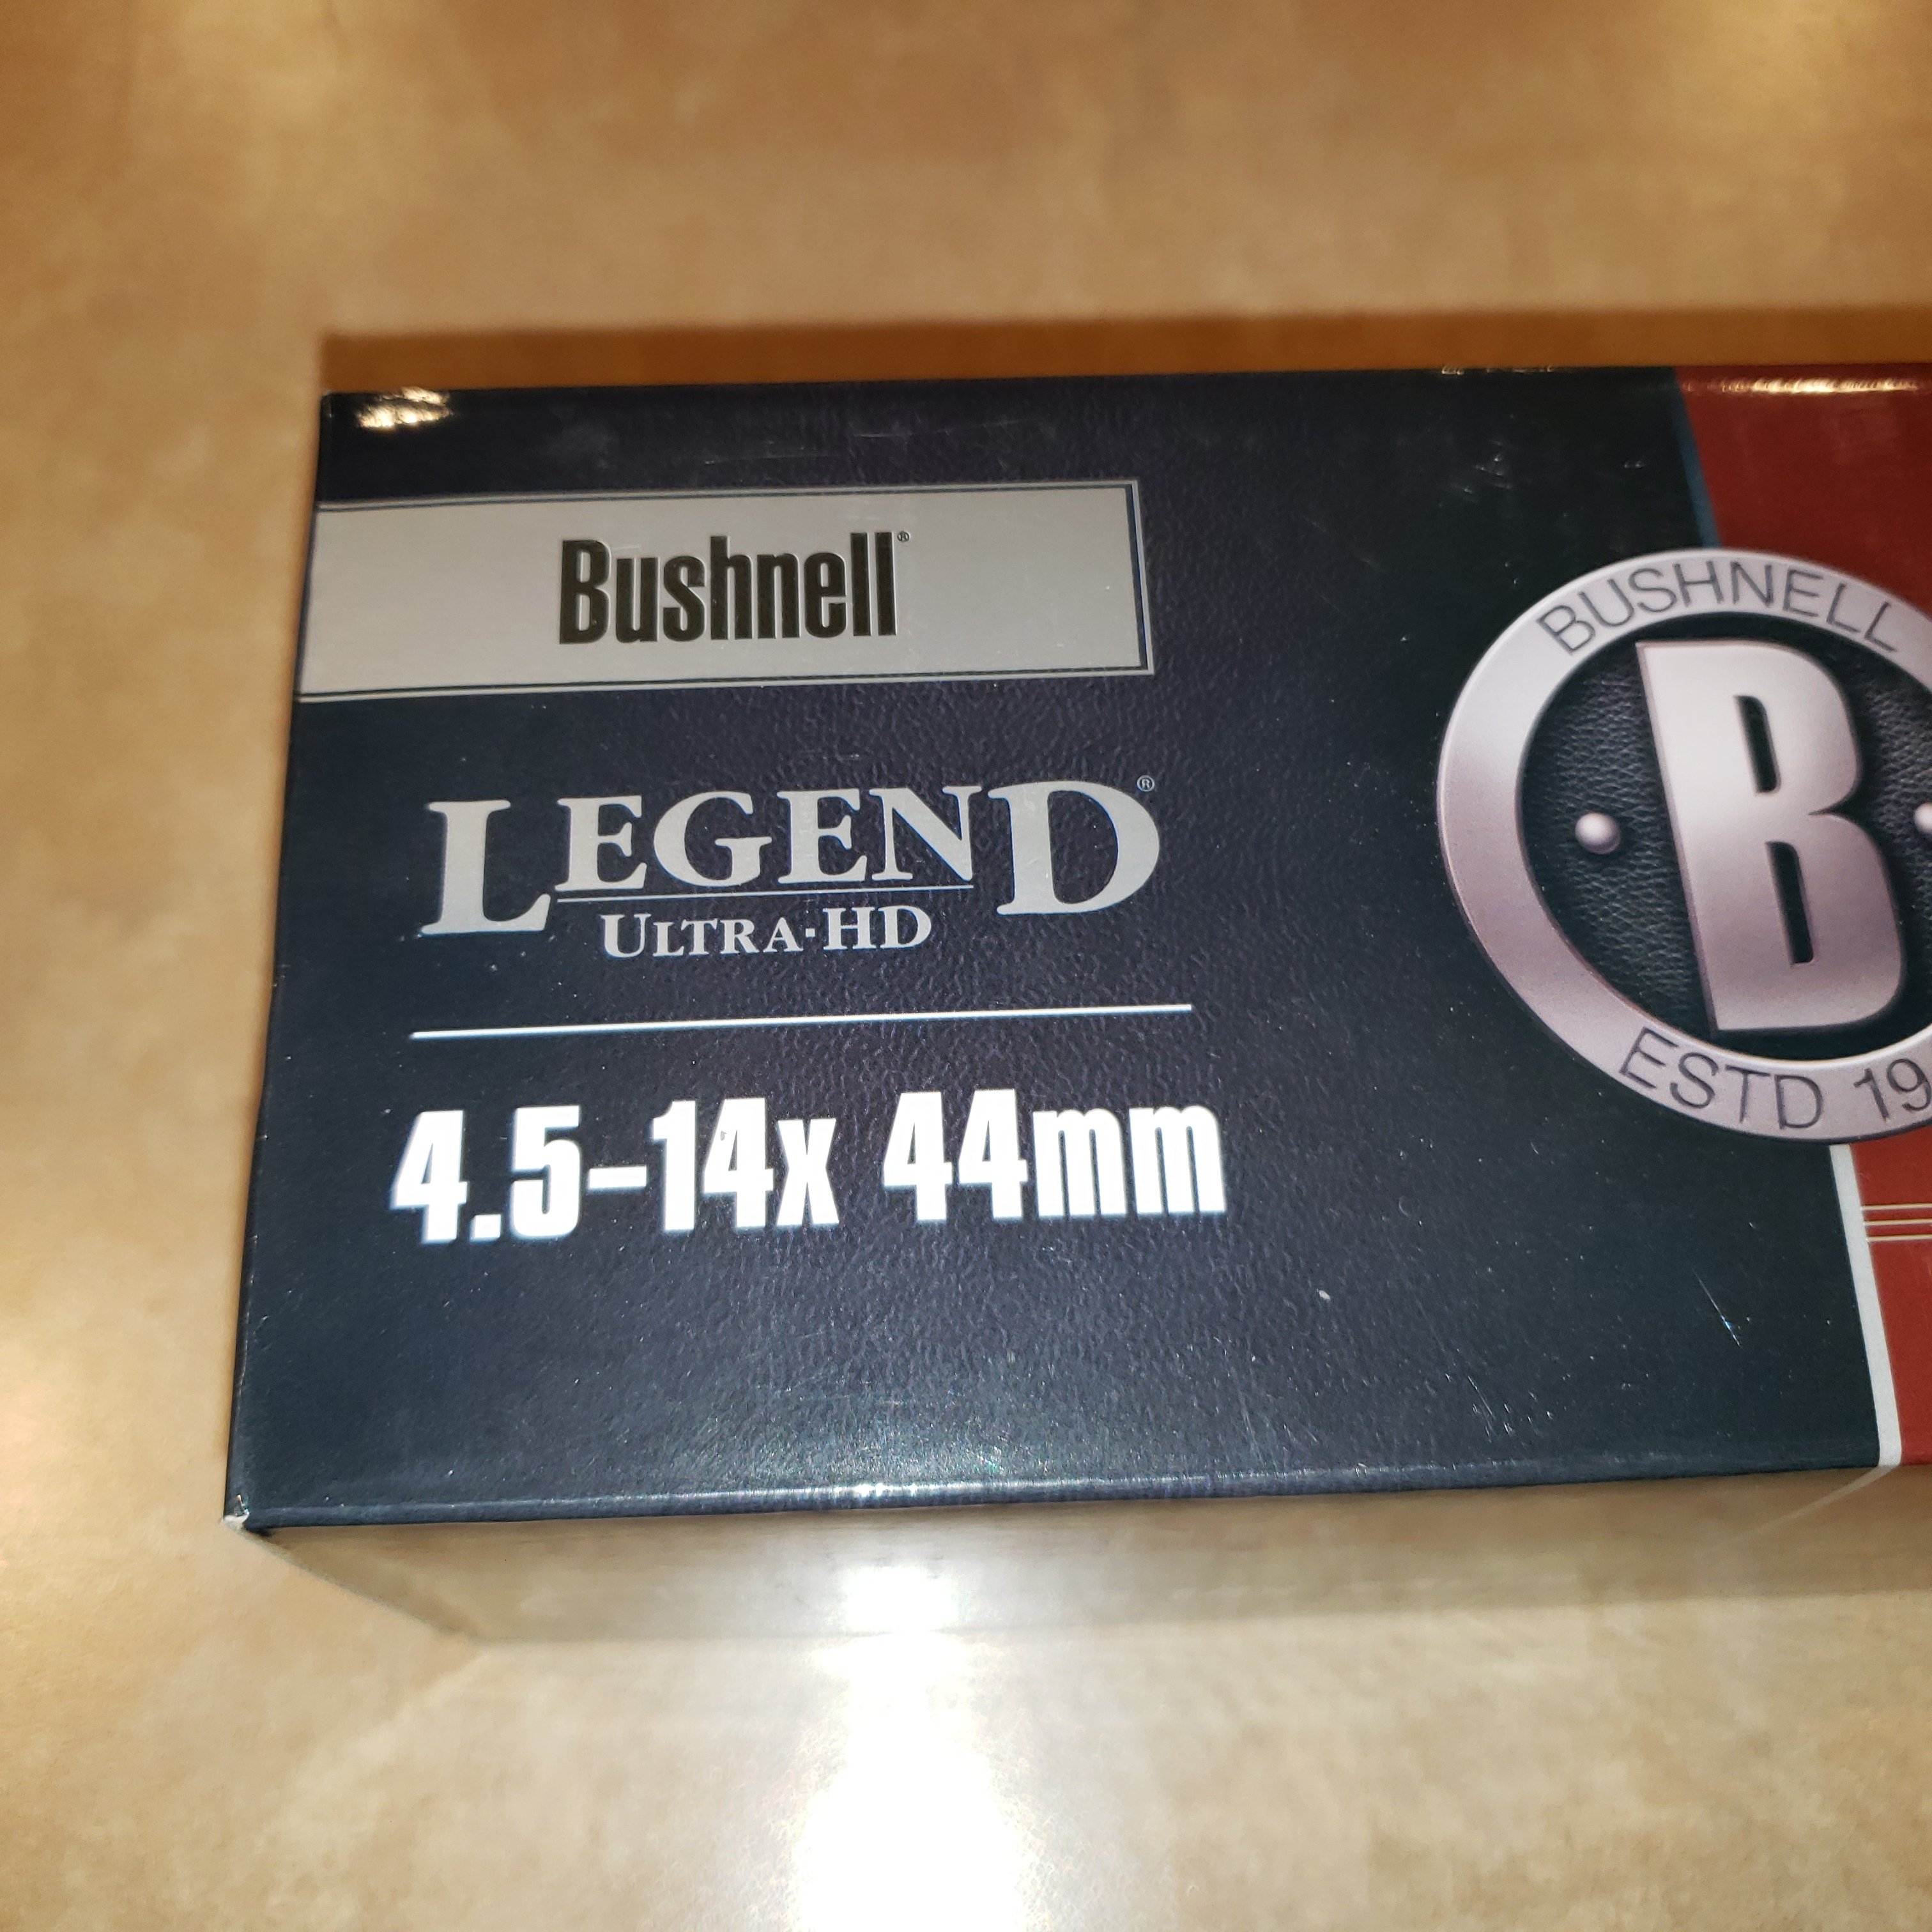 Bushnell®
LEGEND®
ULTRA-HD
4.5-14x 44mm
BUSHNELL
B
ESTD 19